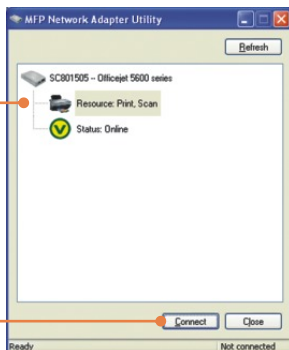 MFP Network Adapter Utility
Refresh
SC801505 -- Officejet 5600 series
Resource: Print, Scan
Status: Online
Connect Close
Ready Not connected